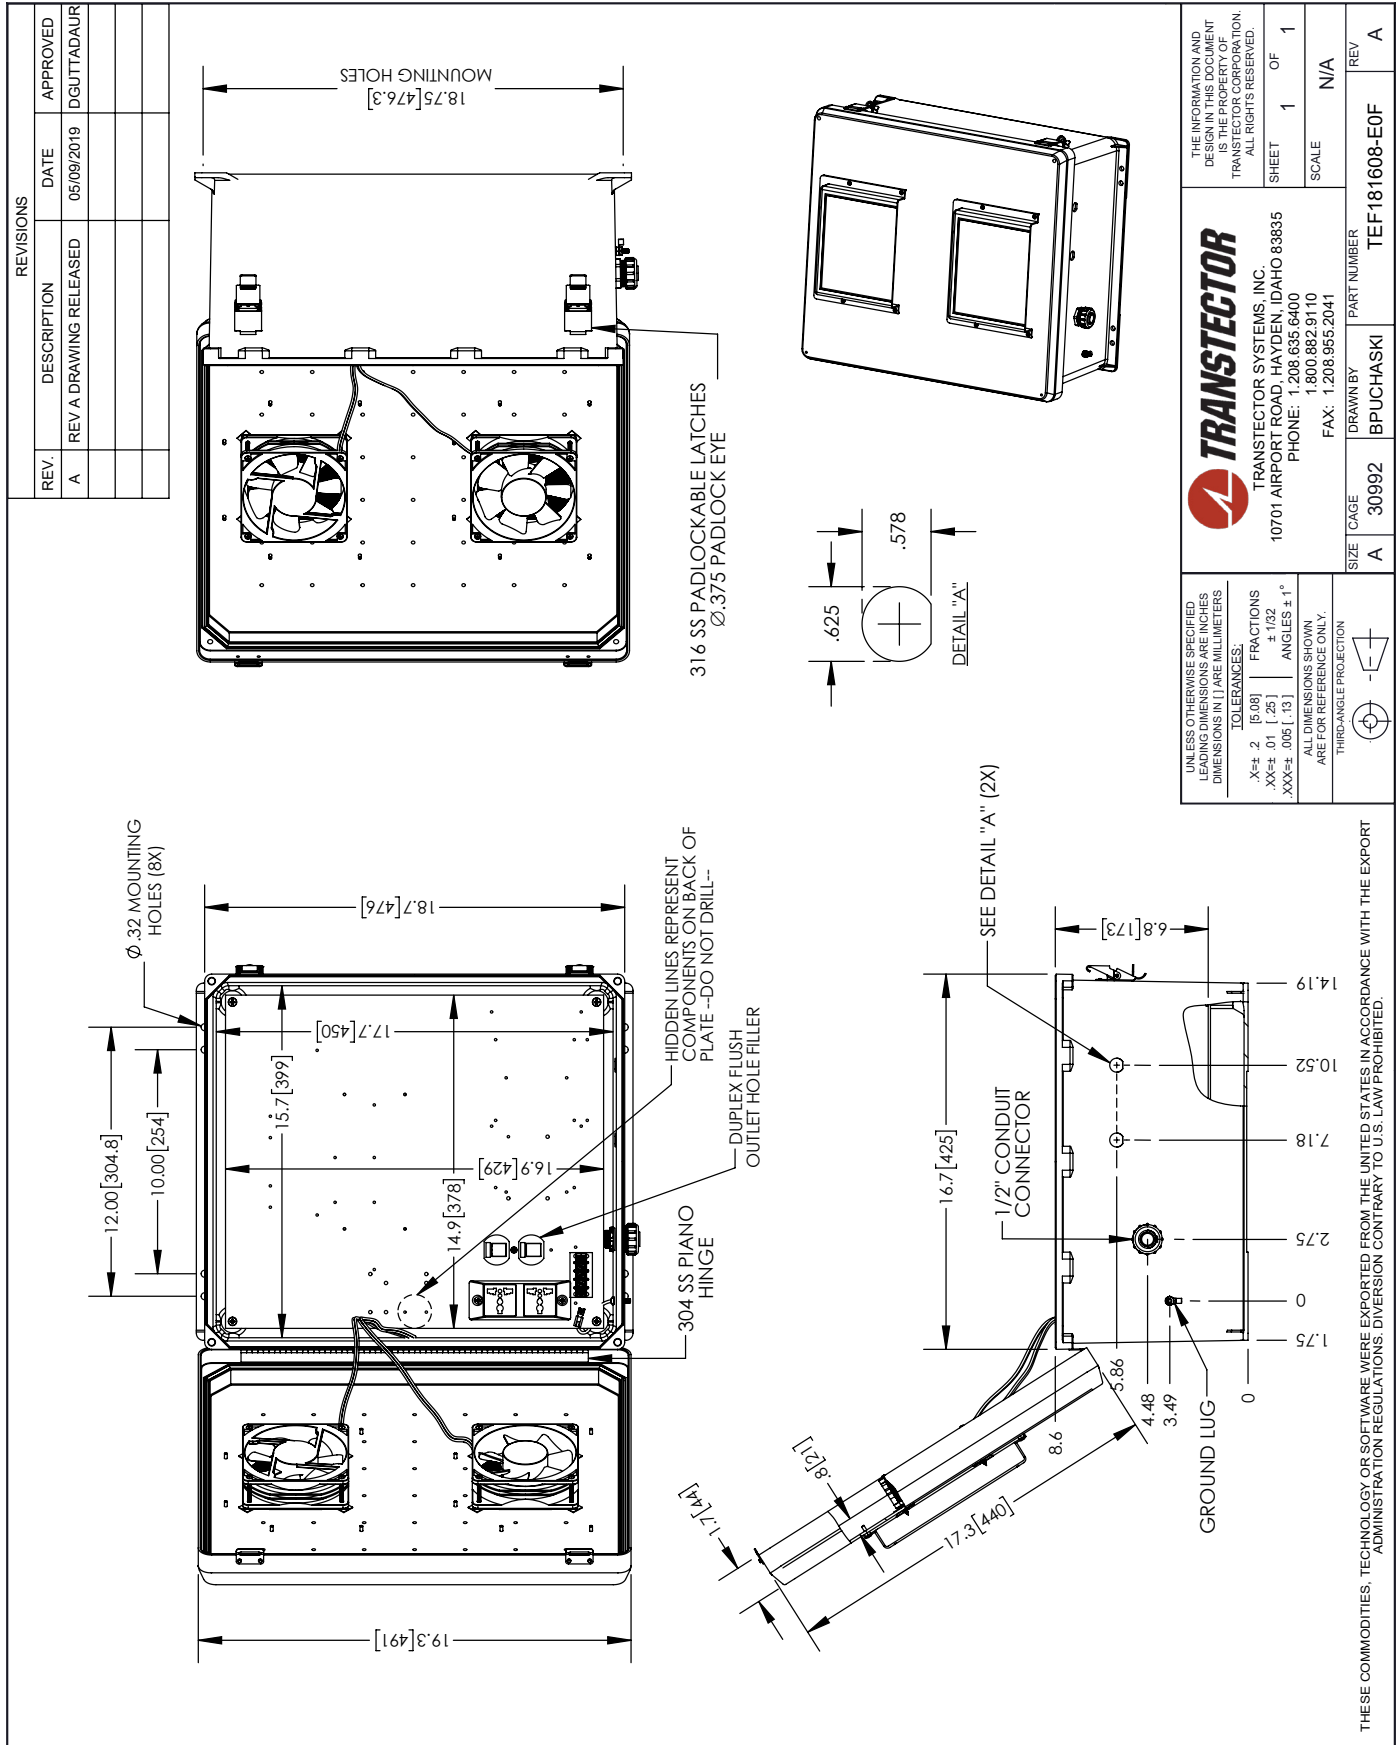 REVISIONS
REV. DESCRIPTION DATE APPROVED
A REV A DRAWING RELEASED 05/09/2019 DGUTTADAUR
Ø.32 MOUNTING
HOLES (8X)
12.00[304.8]
10.00[254]
18.7[476]
17.7[450]
15.7[399]
16.9[429]
14.9[378]
19.3[491]
HIDDEN LINES REPRESENT
COMPONENTS ON BACK OF
PLATE--DO NOT DRILL--
DUPLEX FLUSH
OUTLET HOLE FILLER
304 SS PIANO
HINGE
18.75[476.3]
MOUNTING HOLES
316 SS PADLOCKABLE LATCHES
Ø.375 PADLOCK EYE
1.7[44]
.8[21]
17.3[440]
16.7[425]
6.8[173]
1/2" CONDUIT
CONNECTOR
SEE DETAIL "A" (2X)
8.6
5.86
4.48
3.49
0
GROUND LUG
1.75
0
2.75
7.18
10.52
14.19
.625
.578
DETAIL "A"
UNLESS OTHERWISE SPECIFIED
LEADING DIMENSIONS ARE INCHES
DIMENSIONS IN [ ] ARE MILLIMETERS
TOLERANCES:
.X=± .2 [5.08] FRACTIONS
.XX=± .01 [.25] ± 1/32
.XXX=± .005 [.13] ANGLES ± 1°
ALL DIMENSIONS SHOWN
ARE FOR REFERENCE ONLY.
THIRD-ANGLE PROJECTION
TRANSTECTOR
TRANSTECTOR SYSTEMS, INC.
10701 AIRPORT ROAD, HAYDEN, IDAHO 83835
PHONE: 1.208.635.6400
1.800.882.9110
FAX: 1.208.955.2041
THE INFORMATION AND
DESIGN IN THIS DOCUMENT
IS THE PROPERTY OF
TRANSTECTOR CORPORATION.
ALL RIGHTS RESERVED.
SHEET 1 OF 1
SCALE N/A
SIZE CAGE DRAWN BY PART NUMBER REV
A 30992 BPUCHASKI TEF181608-E0F A
THESE COMMODITIES, TECHNOLOGY OR SOFTWARE WERE EXPORTED FROM THE UNITED STATES IN ACCORDANCE WITH THE EXPORT
ADMINISTRATION REGULATIONS. DIVERSION CONTRARY TO U.S. LAW PROHIBITED.